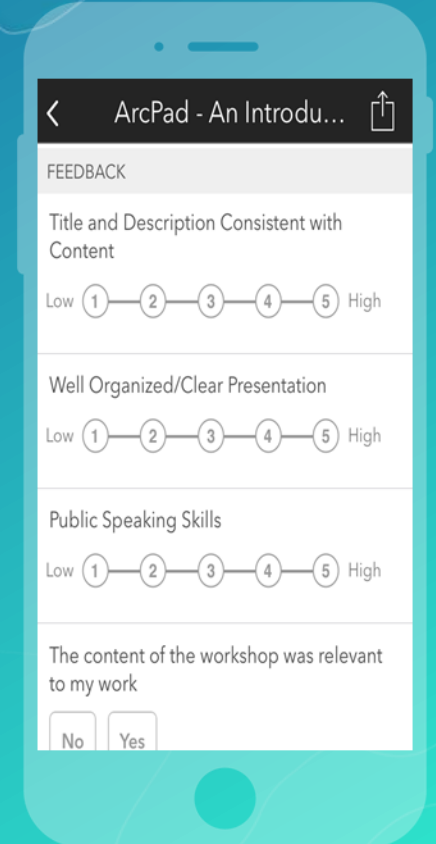 ArcPad - An Introdu...
FEEDBACK
Title and Description Consistent with
Content
Low 1 2 3 4 5 High
Well Organized/Clear Presentation
Low 1 2 3 4 5 High
Public Speaking Skills
Low 1 2 3 4 5 High
The content of the workshop was relevant
to my work
No Yes